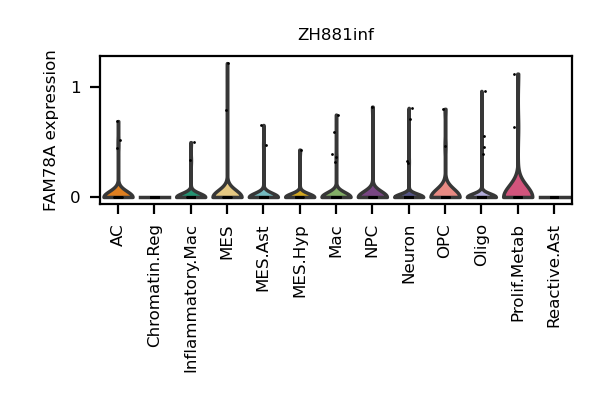 ZH881inf
FAM78A expression
1
0
AC
Chromatin.Reg
Inflammatory.Mac
MES
MES.Ast
MES.Hyp
Mac
NPC
Neuron
OPC
Oligo
Prolif.Metab
Reactive.Ast